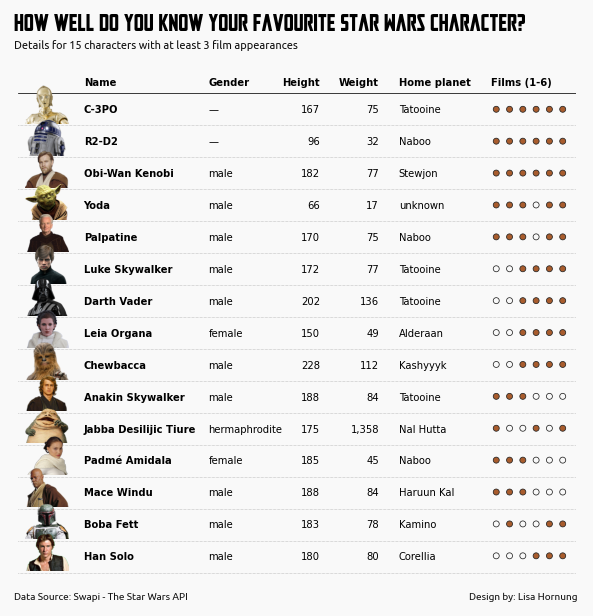 HOW WELL DO YOU KNOW YOUR FAVOURITE STAR WARS CHARACTER?
Details for 15 characters with at least 3 film appearances
Name Gender Height Weight Home planet Films (1-6)
C-3PO — 167 75 Tatooine
R2-D2 — 96 32 Naboo
Obi-Wan Kenobi male 182 77 Stewjon
Yoda male 66 17 unknown
Palpatine male 170 75 Naboo
Luke Skywalker male 172 77 Tatooine
Darth Vader male 202 136 Tatooine
Leia Organa female 150 49 Alderaan
Chewbacca male 228 112 Kashyyyk
Anakin Skywalker male 188 84 Tatooine
Jabba Desilijic Tiure hermaphrodite 175 1,358 Nal Hutta
Padmé Amidala female 185 45 Naboo
Mace Windu male 188 84 Haruun Kal
Boba Fett male 183 78 Kamino
Han Solo male 180 80 Corellia
Data Source: Swapi - The Star Wars API Design by: Lisa Hornung